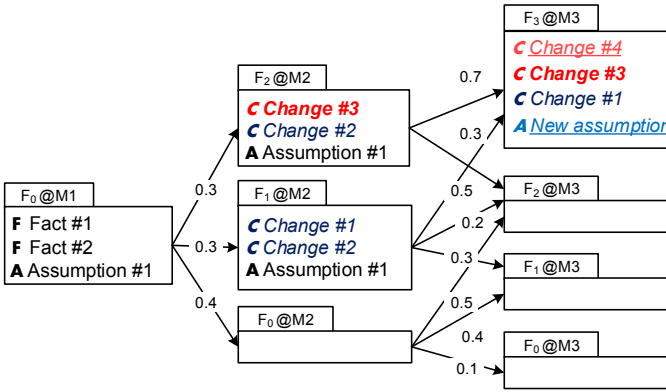 F₃@M3
C Change #4
C Change #3
C Change #1
A New assumption
F₂@M2
C Change #3
C Change #2
A Assumption #1
0.7
0.3
F₀@M1
F Fact #1
F Fact #2
A Assumption #1
0.3
0.3
0.4
F₁@M2
C Change #1
C Change #2
A Assumption #1
0.5
0.2
0.3
F₂@M3
F₁@M3
F₀@M2
0.5
0.4
0.1
F₀@M3